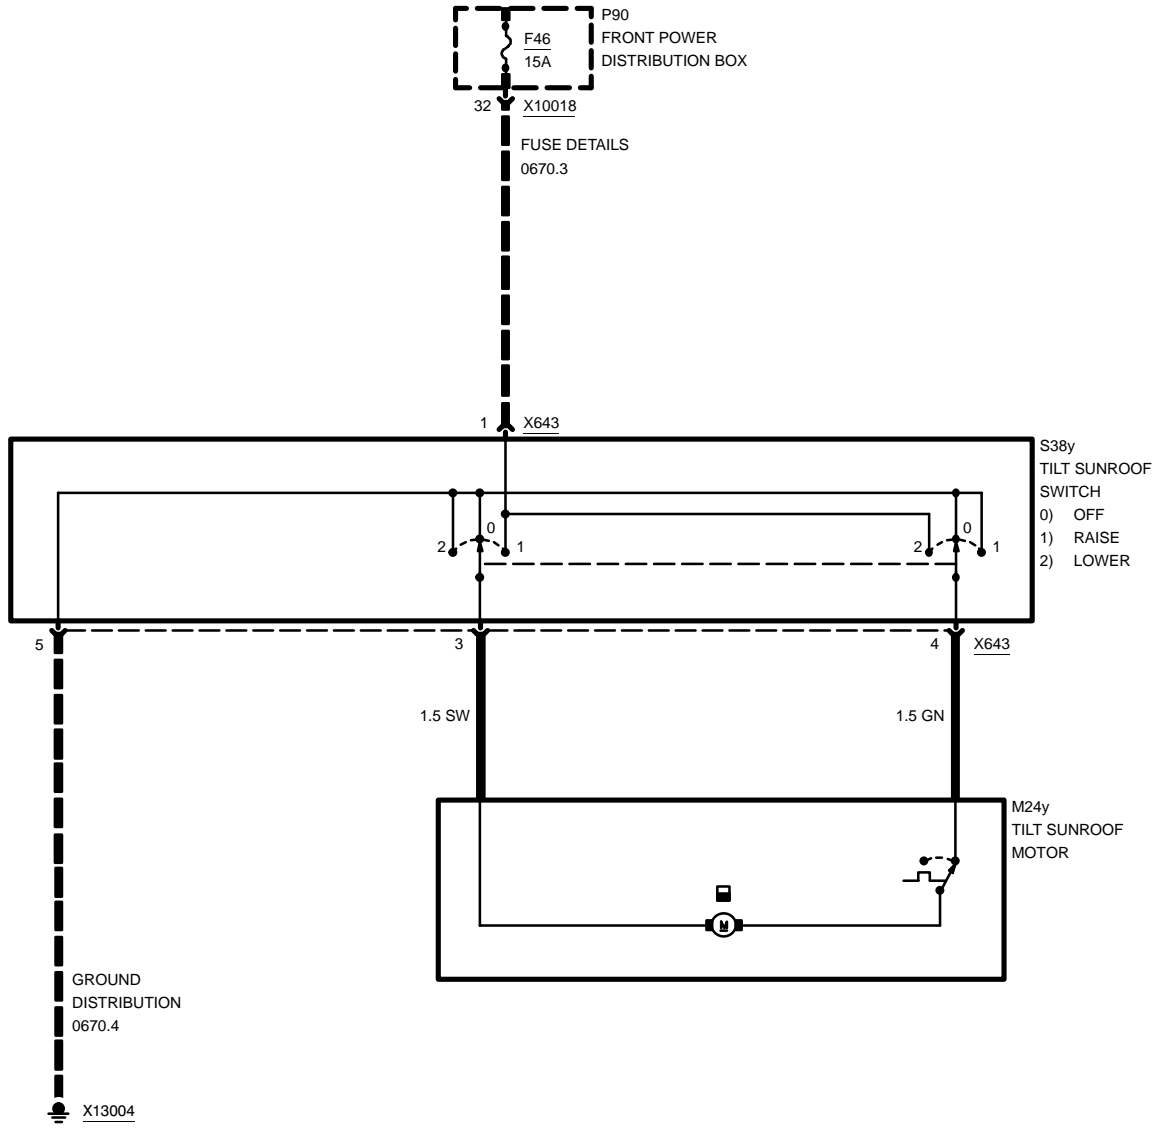 P90
F46
FRONT POWER
15A
DISTRIBUTION BOX
32
X10018
FUSE DETAILS
0670.3
1
X643
S38y
TILT SUNROOF
SWITCH
0) OFF
1) RAISE
2) LOWER
0
2
1
0
2
1
5
3
4
X643
1.5 SW
1.5 GN
M24y
TILT SUNROOF
MOTOR
M
GROUND
DISTRIBUTION
0670.4
X13004